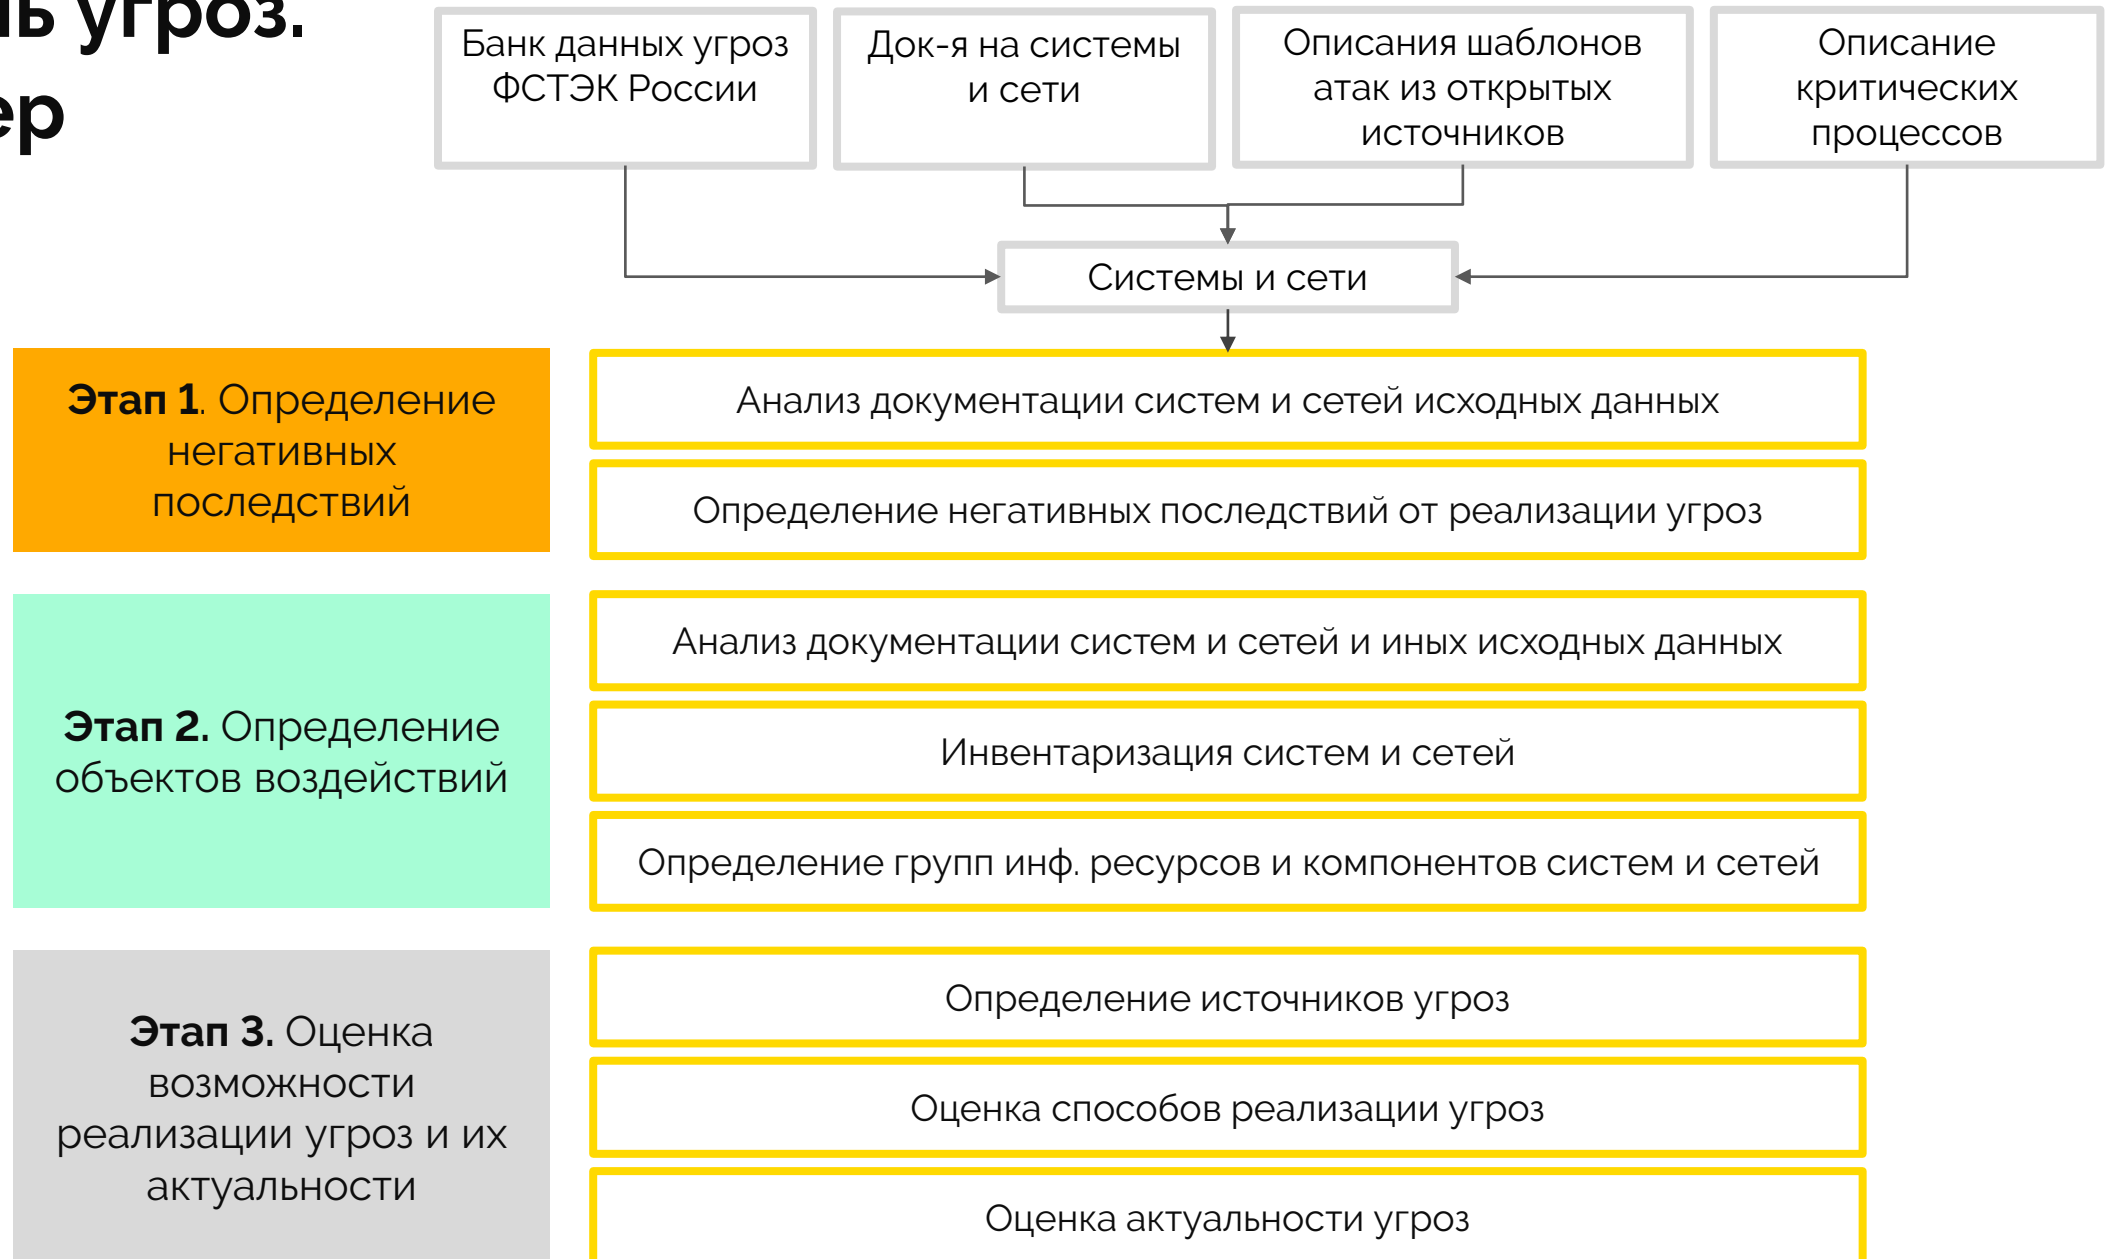 ль угроз.
ер
Банк данных угроз
ФСТЭК России
Док-я на системы
и сети
Описания шаблонов
атак из открытых
источников
Описание
критических
процессов
Системы и сети
Этап 1. Определение
негативных
последствий
Анализ документации систем и сетей исходных данных
Определение негативных последствий от реализации угроз
Этап 2. Определение
объектов воздействий
Анализ документации систем и сетей и иных исходных данных
Инвентаризация систем и сетей
Определение групп инф. ресурсов и компонентов систем и сетей
Этап 3. Оценка
возможности
реализации угроз и их
актуальности
Определение источников угроз
Оценка способов реализации угроз
Оценка актуальности угроз